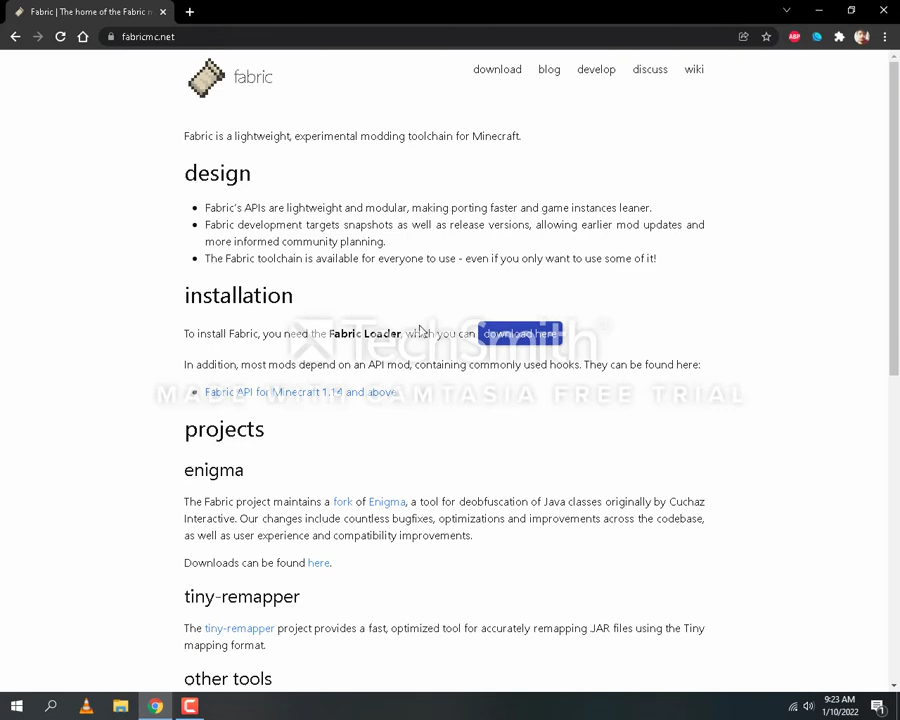 Fabric | The home of the Fabric m
fabricmc.net
ABP
fabric
download blog develop discuss wiki
Fabric is a lightweight, experimental modding toolchain for Minecraft.
design
Fabric's APIs are lightweight and modular, making porting faster and game instances leaner.
Fabric development targets snapshots as well as release versions, allowing earlier mod updates and
more informed community planning.
The Fabric toolchain is available for everyone to use - even if you only want to use some of it!
installation
To install Fabric, you need the Fabric Loader, which you can download here
TechSmith®
In addition, most mods depend on an API mod, containing commonly used hooks. They can be found here:
MADE WITH CAMTASIA FREE TRIAL
Fabric API for Minecraft 1.14 and above
projects
enigma
The Fabric project maintains a fork of Enigma, a tool for deobfuscation of Java classes originally by Cuchaz
Interactive. Our changes include countless bugfixes, optimizations and improvements across the codebase,
as well as user experience and compatibility improvements.
Downloads can be found here.
tiny-remapper
The tiny-remapper project provides a fast, optimized tool for accurately remapping .JAR files using the Tiny
mapping format.
other tools
9:23 AM
1/10/2022
1